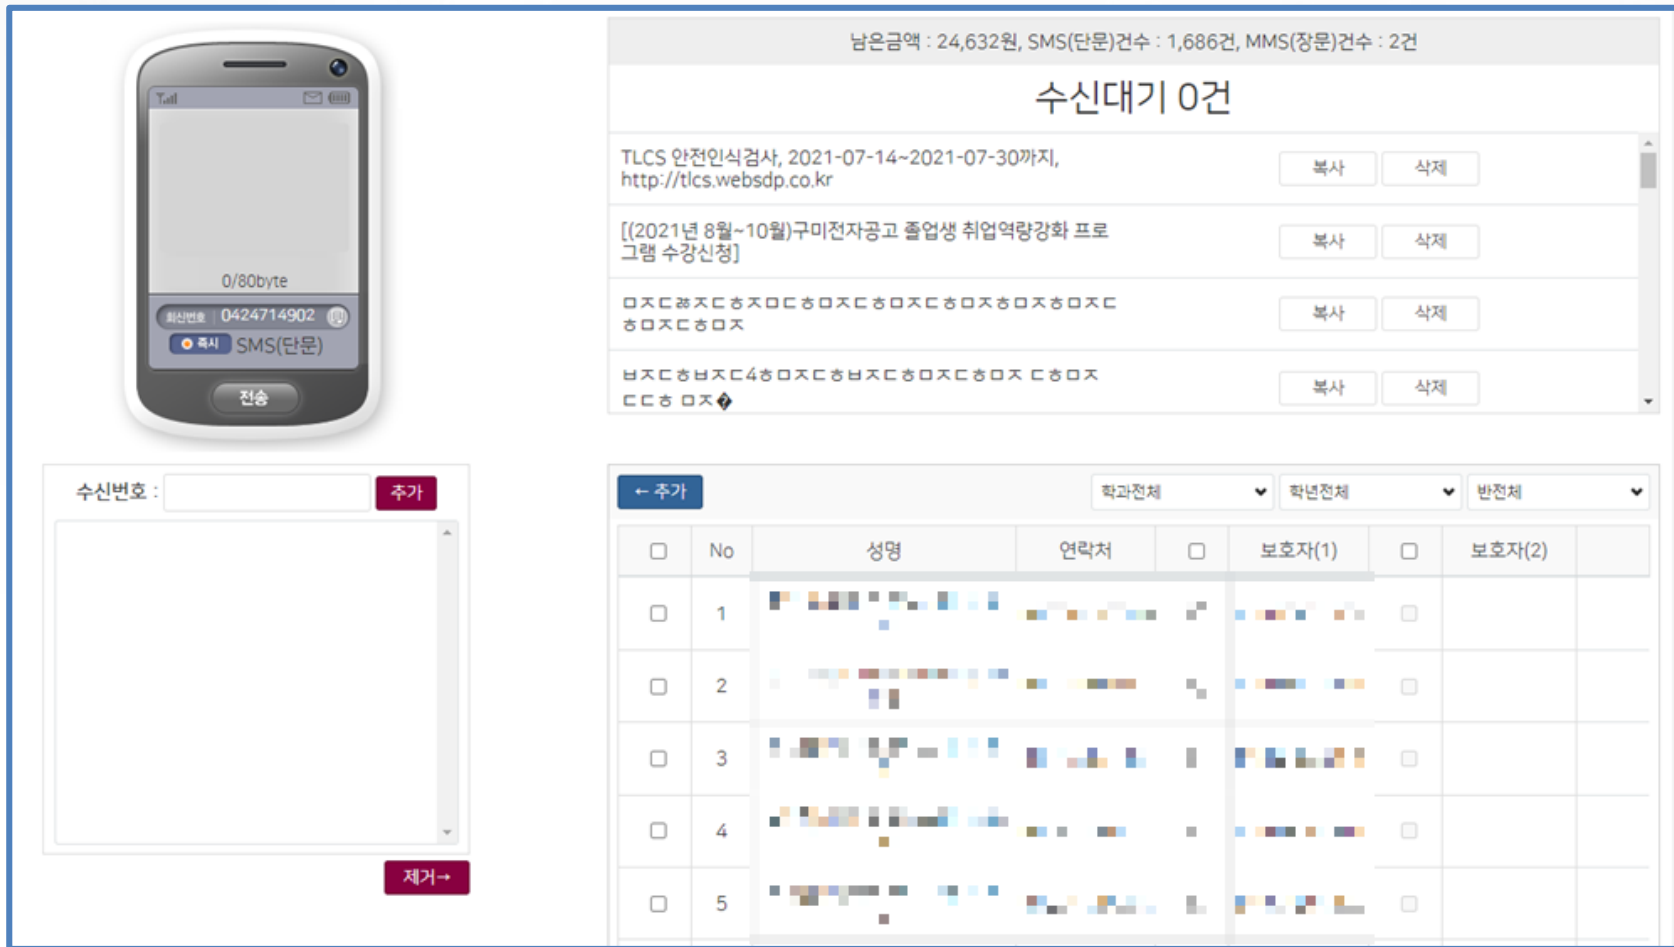 남은금액 : 24,632원, SMS(단문)건수 : 1,686건, MMS(장문)건수 : 2건
수신대기 0건
TLCS 안전인식검사, 2021-07-14~2021-07-30까지,
http://tlcs.websdp.co.kr
복사 삭제
[(2021년 8월~10월)구미전자공고 졸업생 취업역량강화 프로
그램 수강신청]
복사 삭제
ㅎㅁㅈㄷㅎㅁㅈ
복사 삭제
ㅂㅈㄷㅎㅂㅈㄷ4ㅎㅁㅈㄷㅎㅂㅈㄷㅎㅁㅈㄷㅎㅁㅈ ㄷㅎㅁㅈ
ㄷㄷㅎ ㅁㅈ�
복사 삭제
0/80byte
회신번호 0424714902
즉시 SMS(단문)
전송
수신번호 : 추가
제거→
← 추가 학과전체 학년전체 반전체
No 성명 연락처 보호자(1) 보호자(2)
1
2
3
4
5